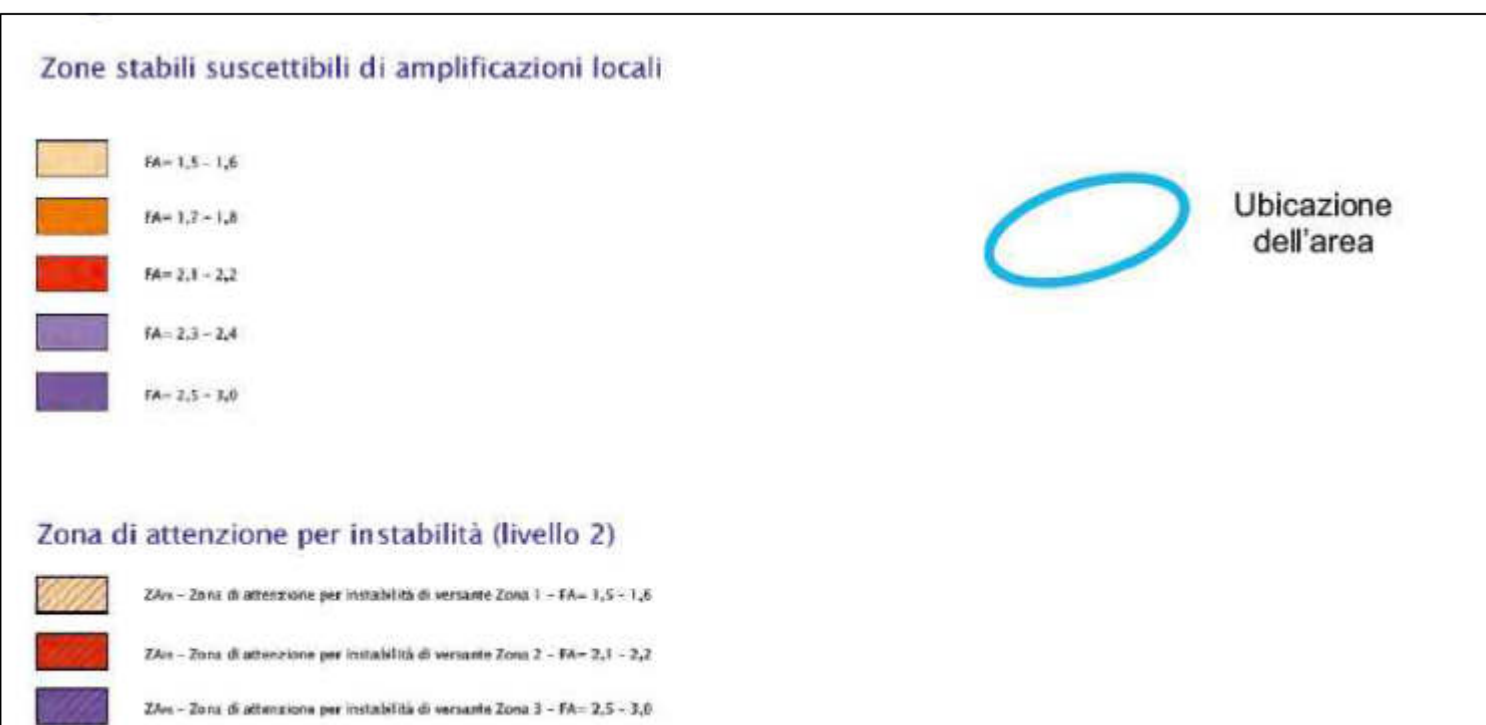 Zone stabili suscettibili di amplificazioni locali
FA= 1,5 - 1,6
FA= 1,7 - 1,8
FA= 2,1 - 2,2
FA= 2,3 - 2,4
FA= 2,5 - 3,0
Ubicazione
dell'area
Zona di attenzione per instabilità (livello 2)
ZAVS - Zona di attenzione per instabilità di versante Zona 1 - FA= 1,5 - 1,6
ZAVS - Zona di attenzione per instabilità di versante Zona 2 - FA= 2,1 - 2,2
ZAVS - Zona di attenzione per instabilità di versante Zona 3 - FA= 2,5 - 3,0